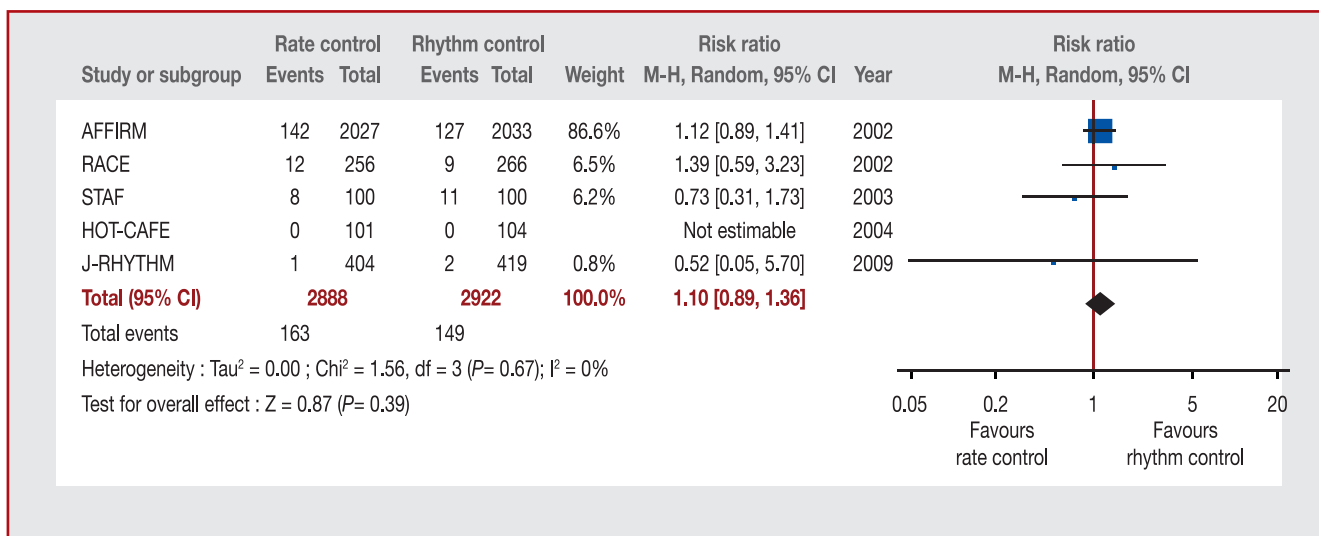 Rate control Rhythm control Risk ratio Risk ratio
Study or subgroup Events Total Events Total Weight M-H, Random, 95% CI Year M-H, Random, 95% CI
AFFIRM 142 2027 127 2033 86.6% 1.12 [0.89, 1.41] 2002
RACE 12 256 9 266 6.5% 1.39 [0.59, 3.23] 2002
STAF 8 100 11 100 6.2% 0.73 [0.31, 1.73] 2003
HOT-CAFE 0 101 0 104 Not estimable 2004
J-RHYTHM 1 404 2 419 0.8% 0.52 [0.05, 5.70] 2009
Total (95% CI) 2888 2922 100.0% 1.10 [0.89, 1.36]
Total events 163 149
Heterogeneity : Tau² = 0.00 ; Chi² = 1.56, df = 3 (P= 0.67); I² = 0%
Test for overall effect : Z = 0.87 (P= 0.39)
0.05 0.2 1 5 20
Favours Favours
rate control rhythm control